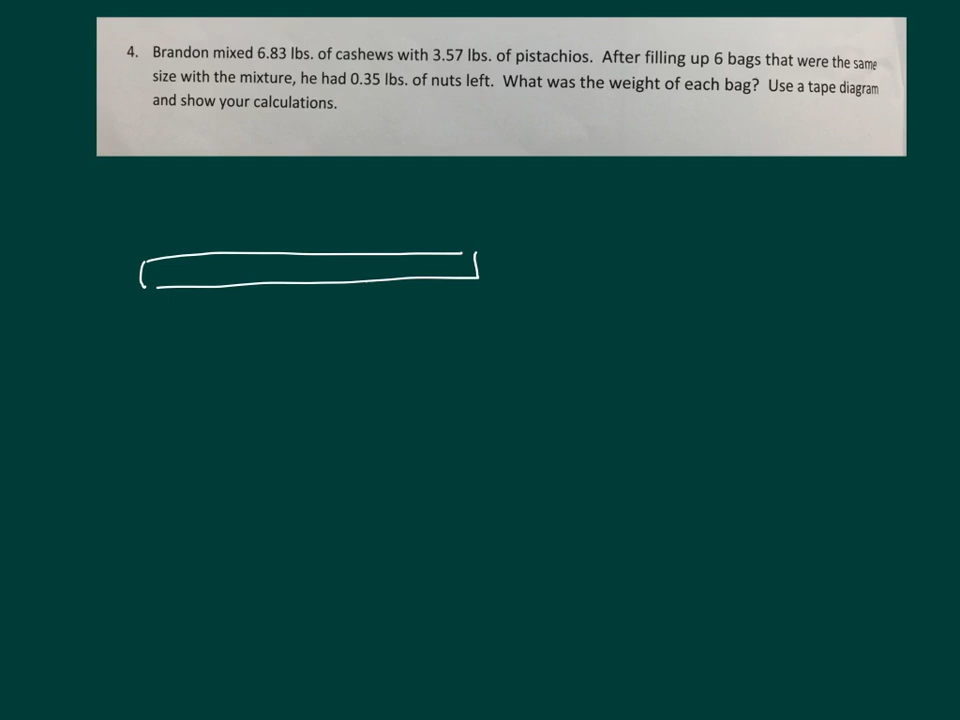 4. Brandon mixed 6.83 lbs. of cashews with 3.57 lbs. of pistachios. After filling up 6 bags that were the same
size with the mixture, he had 0.35 lbs. of nuts left. What was the weight of each bag? Use a tape diagram
and show your calculations.